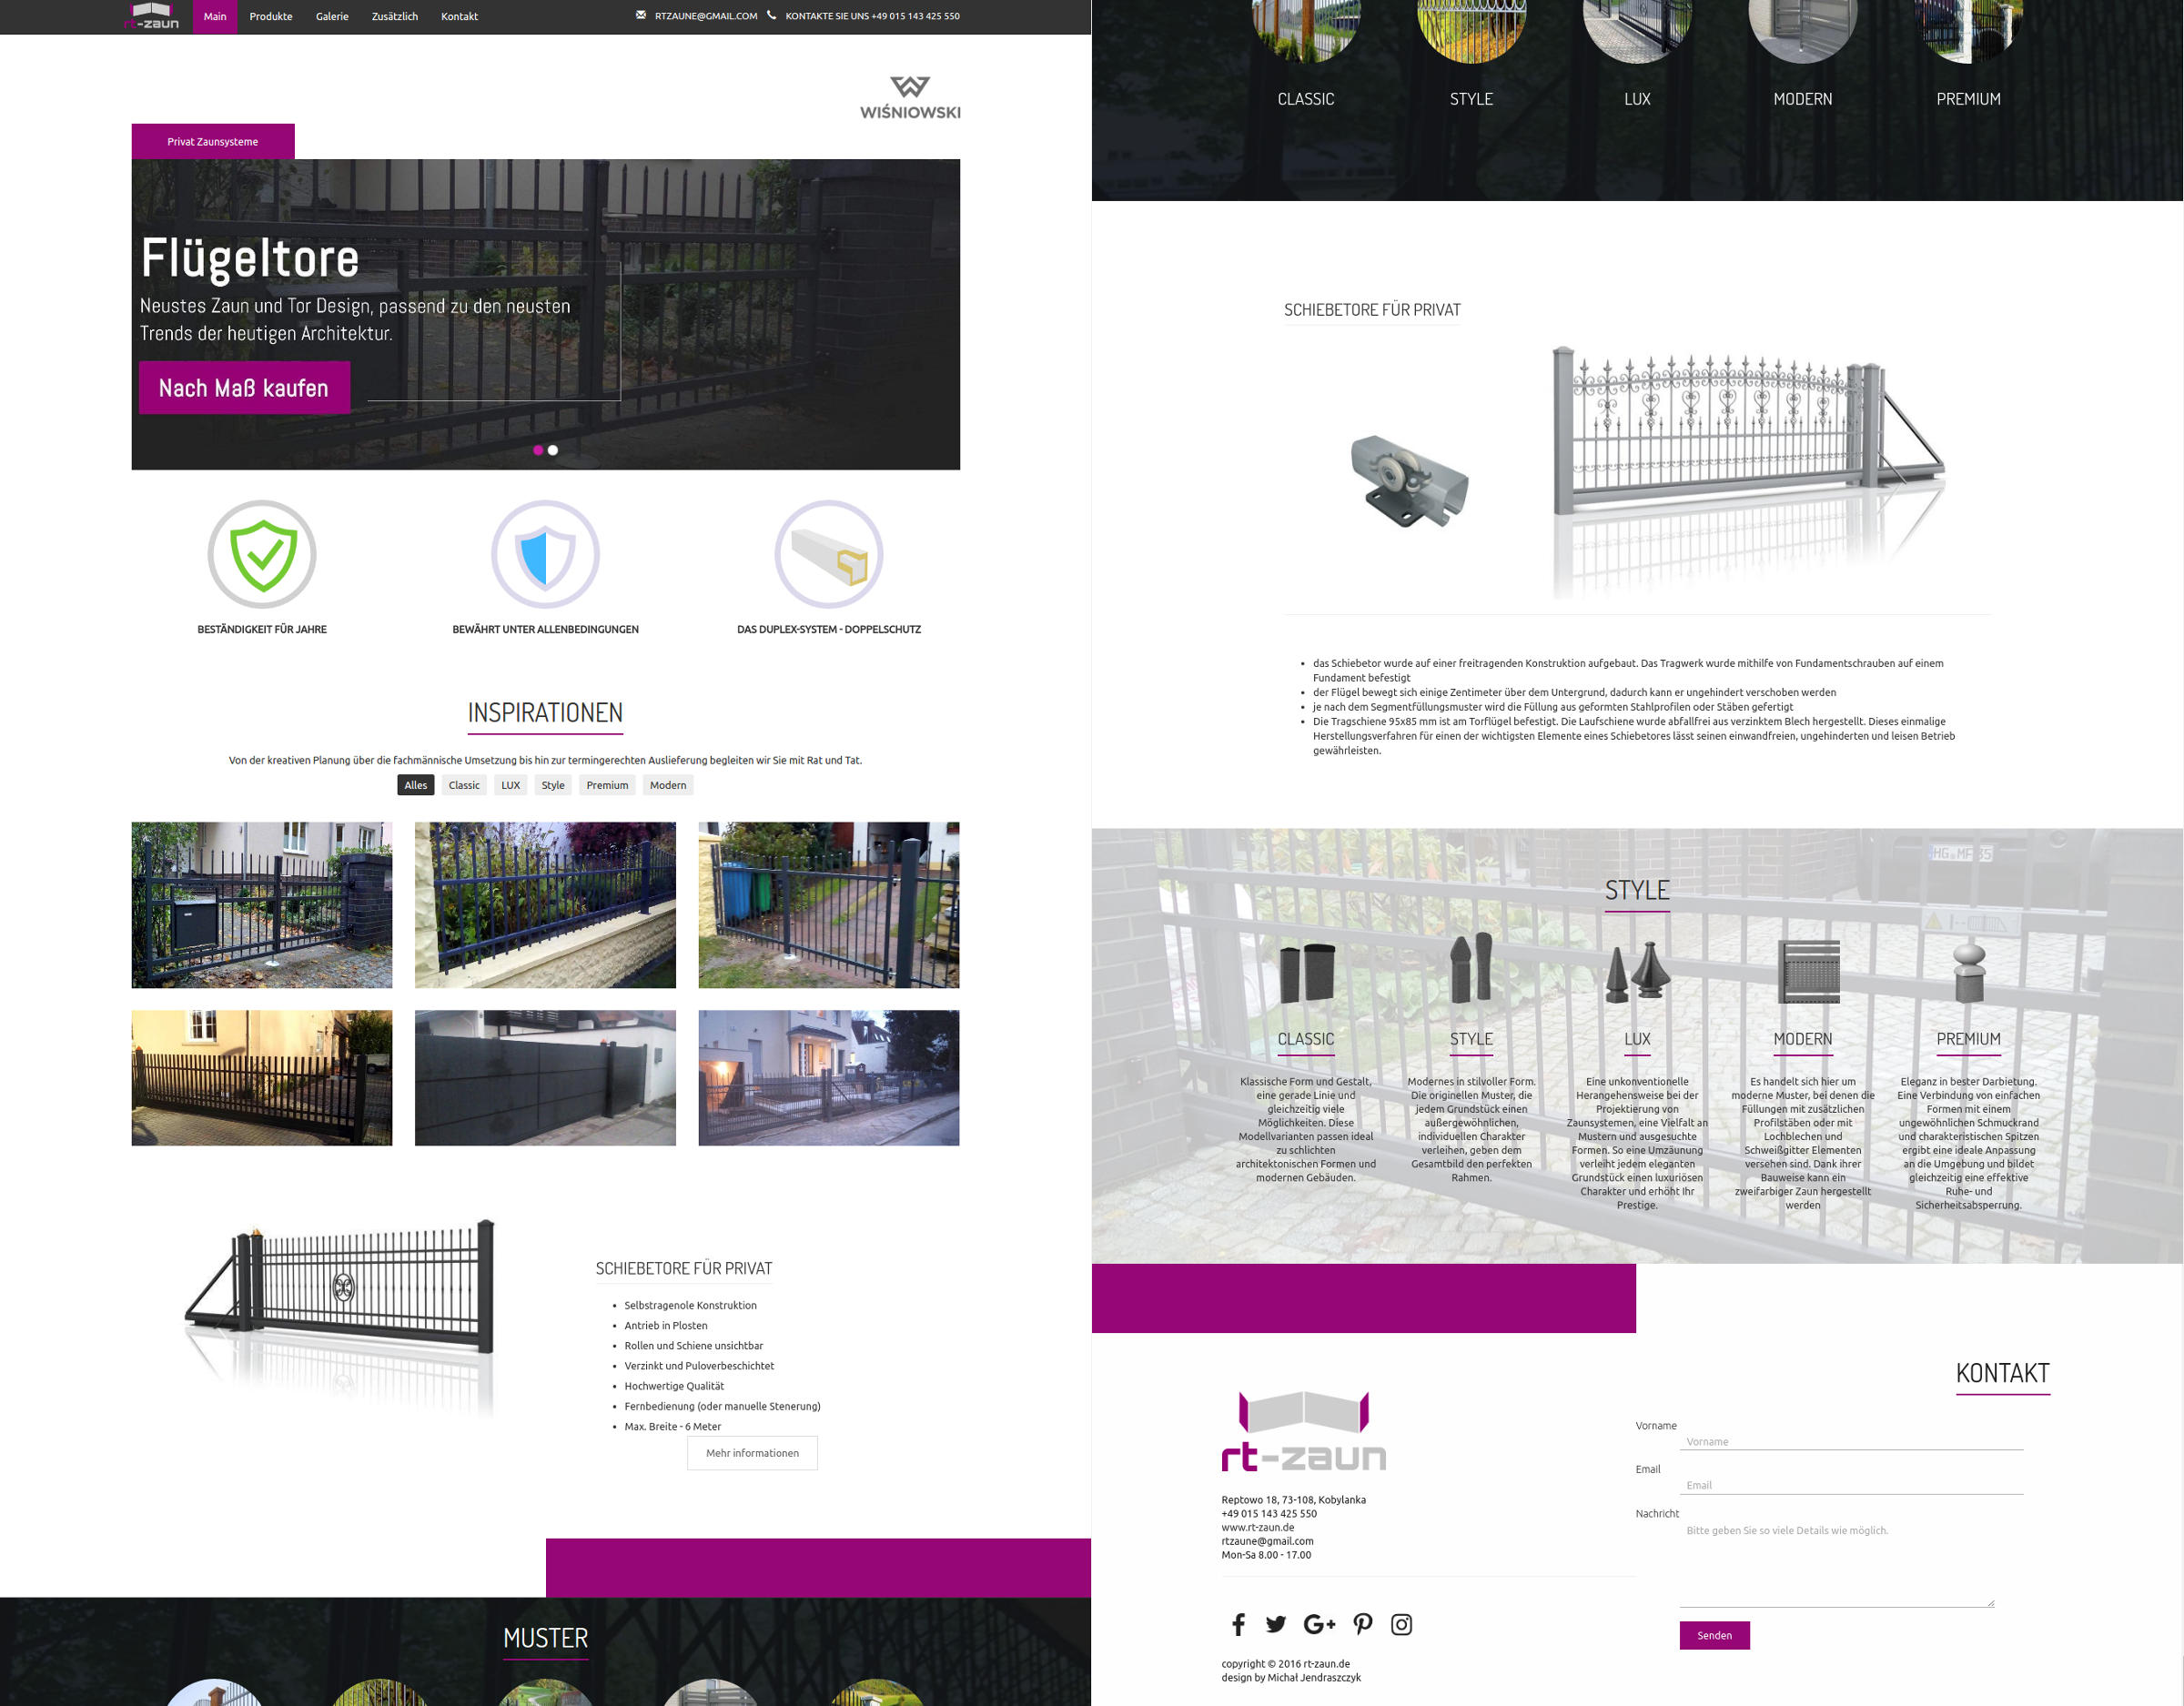 rt-zaun
Main Produkte Galerie Zusätzlich Kontakt
RTZAUNE@GMAIL.COM KONTAKTE SIE UNS +49 015 143 425 550
WIŚNIOWSKI
Privat Zaunsysteme
Flügeltore
Neustes Zaun und Tor Design, passend zu den neusten
Trends der heutigen Architektur.
Nach Maß kaufen
BESTÄNDIGKEIT FÜR JAHRE
BEWÄHRT UNTER ALLENBEDINGUNGEN
DAS DUPLEX-SYSTEM - DOPPELSCHUTZ
INSPIRATIONEN
Von der kreativen Planung über die fachmännische Umsetzung bis hin zur termingerechten Auslieferung begleiten wir Sie mit Rat und Tat.
Alles Classic LUX Style Premium Modern
SCHIEBETORE FÜR PRIVAT
Selbstragenole Konstruktion
Antrieb in Plosten
Rollen und Schiene unsichtbar
Verzinkt und Puloverbeschichtet
Hochwertige Qualität
Fernbedienung (oder manuelle Stenerung)
Max. Breite - 6 Meter
Mehr informationen
MUSTER
CLASSIC STYLE LUX MODERN PREMIUM
SCHIEBETORE FÜR PRIVAT
das Schiebetor wurde auf einer freitragenden Konstruktion aufgebaut. Das Tragwerk wurde mithilfe von Fundamentschrauben auf einem
Fundament befestigt
der Flügel bewegt sich einige Zentimeter über dem Untergrund, dadurch kann er ungehindert verschoben werden
je nach dem Segmentfüllungsmuster wird die Füllung aus geformten Stahlprofilen oder Stäben gefertigt
Die Tragschiene 95x85 mm ist am Torflügel befestigt. Die Laufschiene wurde abfallfrei aus verzinktem Blech hergestellt. Dieses einmalige
Herstellungsverfahren für einen der wichtigsten Elemente eines Schiebetores lässt seinen einwandfreien, ungehinderten und leisen Betrieb
gewährleisten.
STYLE
CLASSIC
Klassische Form und Gestalt,
eine gerade Linie und
gleichzeitig viele
Möglichkeiten. Diese
Modellvarianten passen ideal
zu schlichten
architektonischen Formen und
modernen Gebäuden.
STYLE
Modernes in stilvoller Form.
Die originellen Muster, die
jedem Grundstück einen
außergewöhnlichen,
individuellen Charakter
verleihen, geben dem
Gesamtbild den perfekten
Rahmen.
LUX
Eine unkonventionelle
Herangehensweise bei der
Projektierung von
Zaunsystemen, eine Vielfalt an
Mustern und ausgesuchte
Formen. So eine Umzäunung
verleiht jedem eleganten
Grundstück einen luxuriösen
Charakter und erhöht Ihr
Prestige.
MODERN
Es handelt sich hier um
moderne Muster, bei denen die
Füllungen mit zusätzlichen
Profilstäben oder mit
Lochblechen und
Schweißgitter Elementen
versehen sind. Dank ihrer
Bauweise kann ein
zweifarbiger Zaun hergestellt
werden
PREMIUM
Eleganz in bester Darbietung.
Eine Verbindung von einfachen
Formen mit einem
ungewöhnlichen Schmuckrand
und charakteristischen Spitzen
ergibt eine ideale Anpassung
an die Umgebung und bildet
gleichzeitig eine effektive
Ruhe- und
Sicherheitsabsperrung.
rt-zaun
Reptowo 18, 73-108, Kobylanka
+49 015 143 425 550
www.rt-zaun.de
rtzaune@gmail.com
Mon-Sa 8.00 - 17.00
copyright © 2016 rt-zaun.de
design by Michał Jendraszczyk
KONTAKT
Vorname
Vorname
Email
Email
Nachricht
Bitte geben Sie so viele Details wie möglich.
Senden